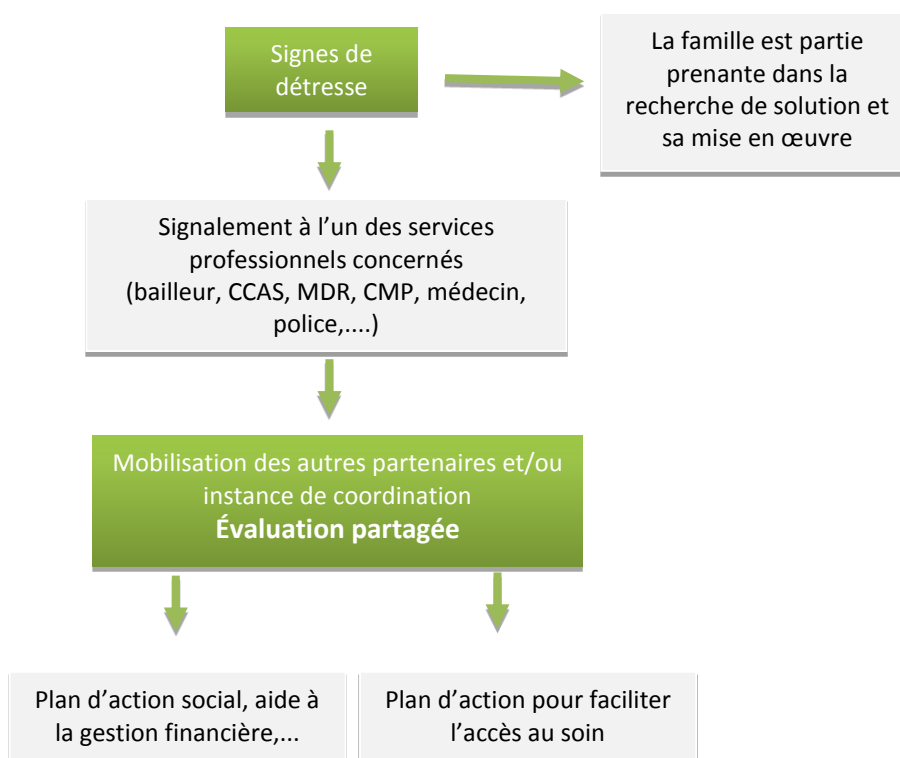 Signes de
détresse
La famille est partie
prenante dans la
recherche de solution et
sa mise en œuvre
Signalement à l’un des services
professionnels concernés
(bailleur, CCAS, MDR, CMP, médecin,
police,....)
Mobilisation des autres partenaires et/ou
instance de coordination
Évaluation partagée
Plan d’action social, aide à
la gestion financière,...
Plan d’action pour faciliter
l’accès au soin